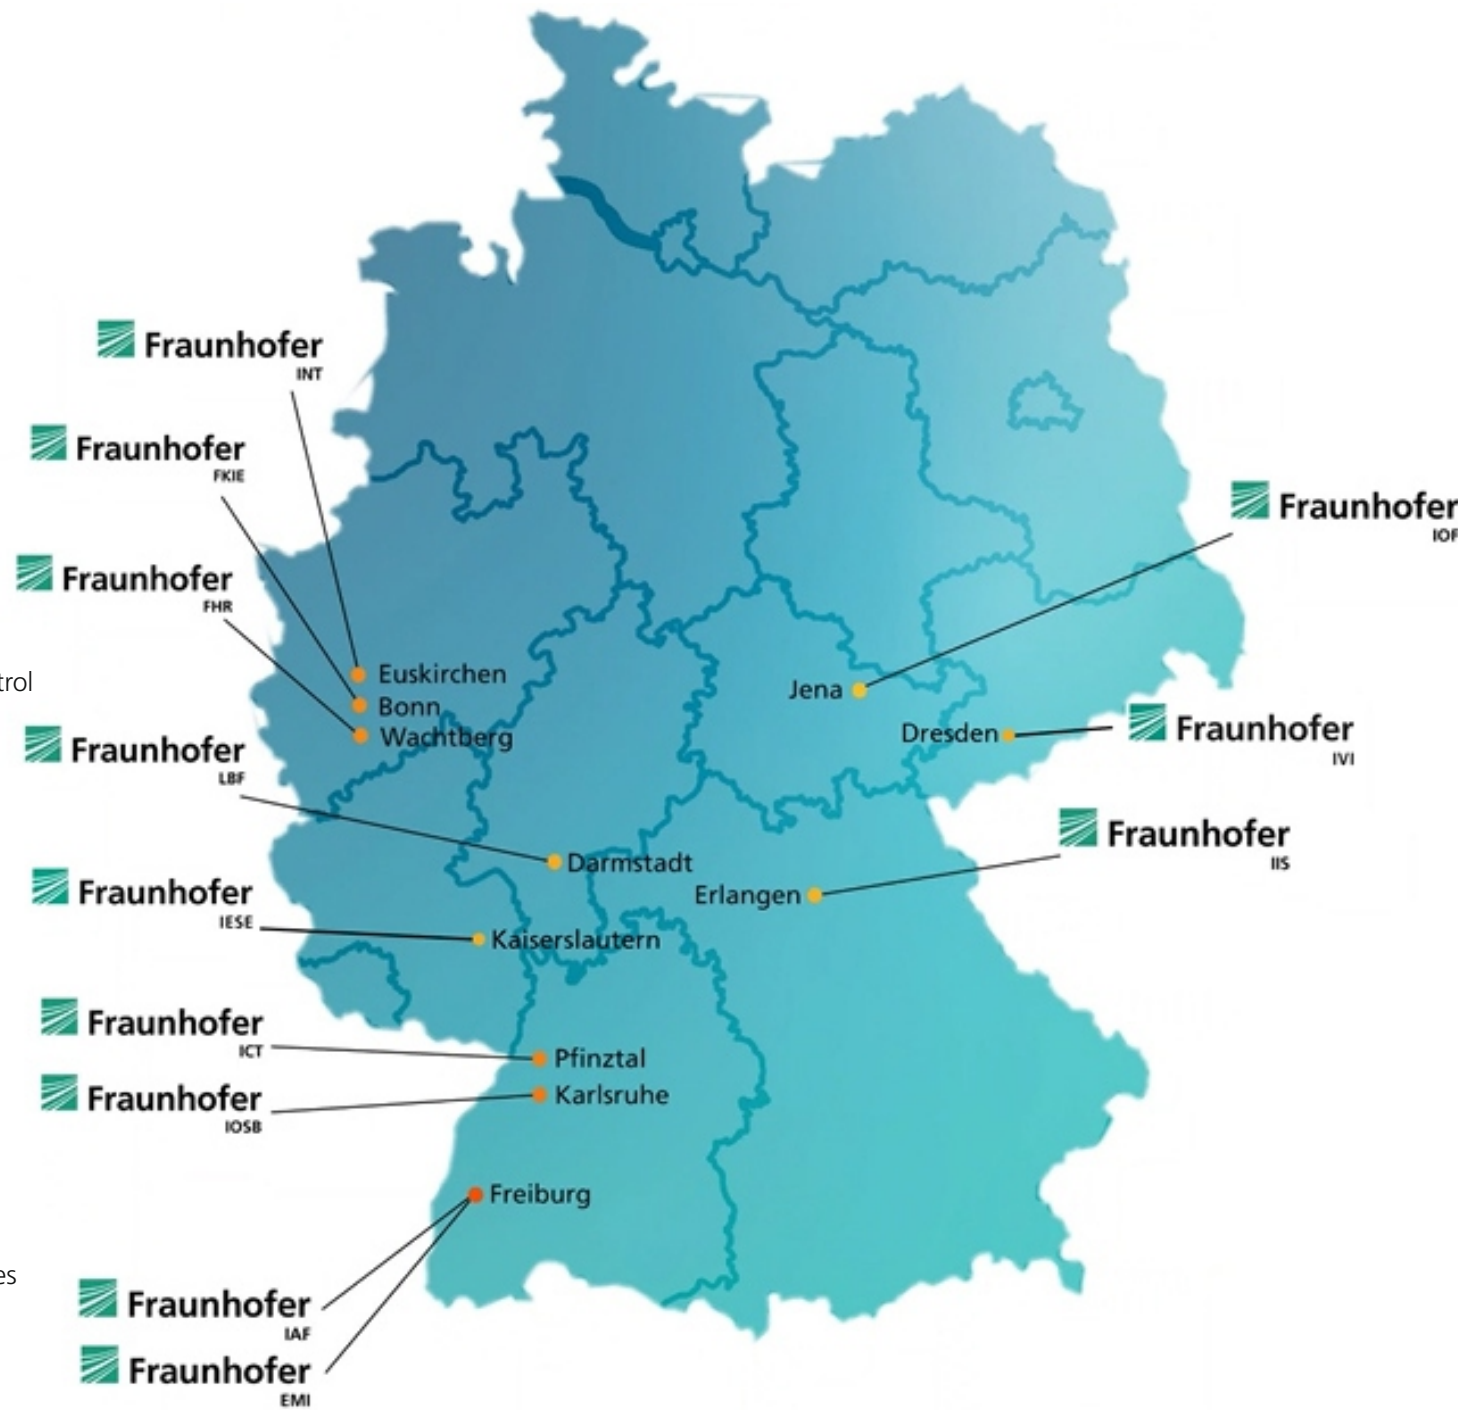 Fraunhofer
INT
Fraunhofer
FKIE
Fraunhofer
IOF
Fraunhofer
FHR
Euskirchen
trol
Jena
Bonn
Fraunhofer
IVI
Dresden
Wachtberg
Fraunhofer
LBF
Fraunhofer
IIS
Darmstadt
Erlangen
Fraunhofer
IESE
Kaiserslautern
Fraunhofer
ICT
Pfinztal
Fraunhofer
IOSB
Karlsruhe
Freiburg
es
Fraunhofer
IAF
Fraunhofer
EMI